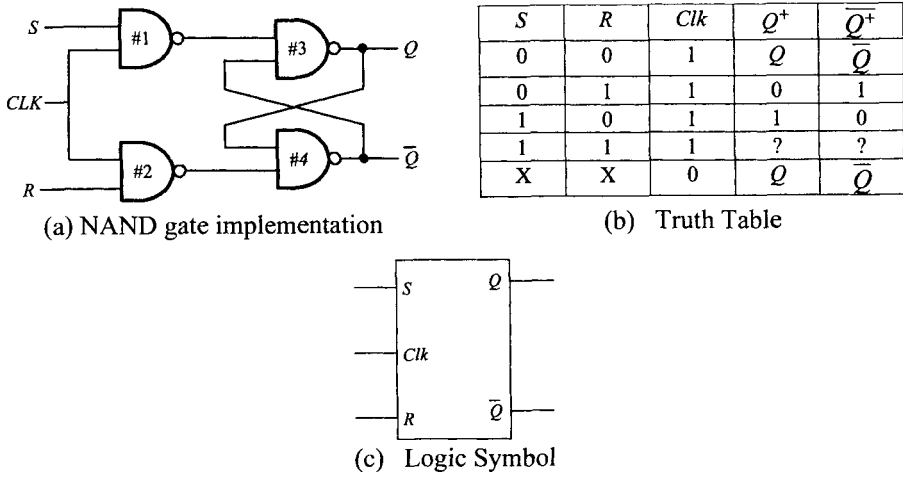 S
#1
#3
Q
CLK
#2
#4
Q̅
R
(a) NAND gate implementation
S R Clk Q⁺ Q̅⁺
0 0 1 Q Q̅
0 1 1 0 1
1 0 1 1 0
1 1 1 ? ?
X X 0 Q Q̅
(b) Truth Table
S Q
Clk
R Q̅
(c) Logic Symbol